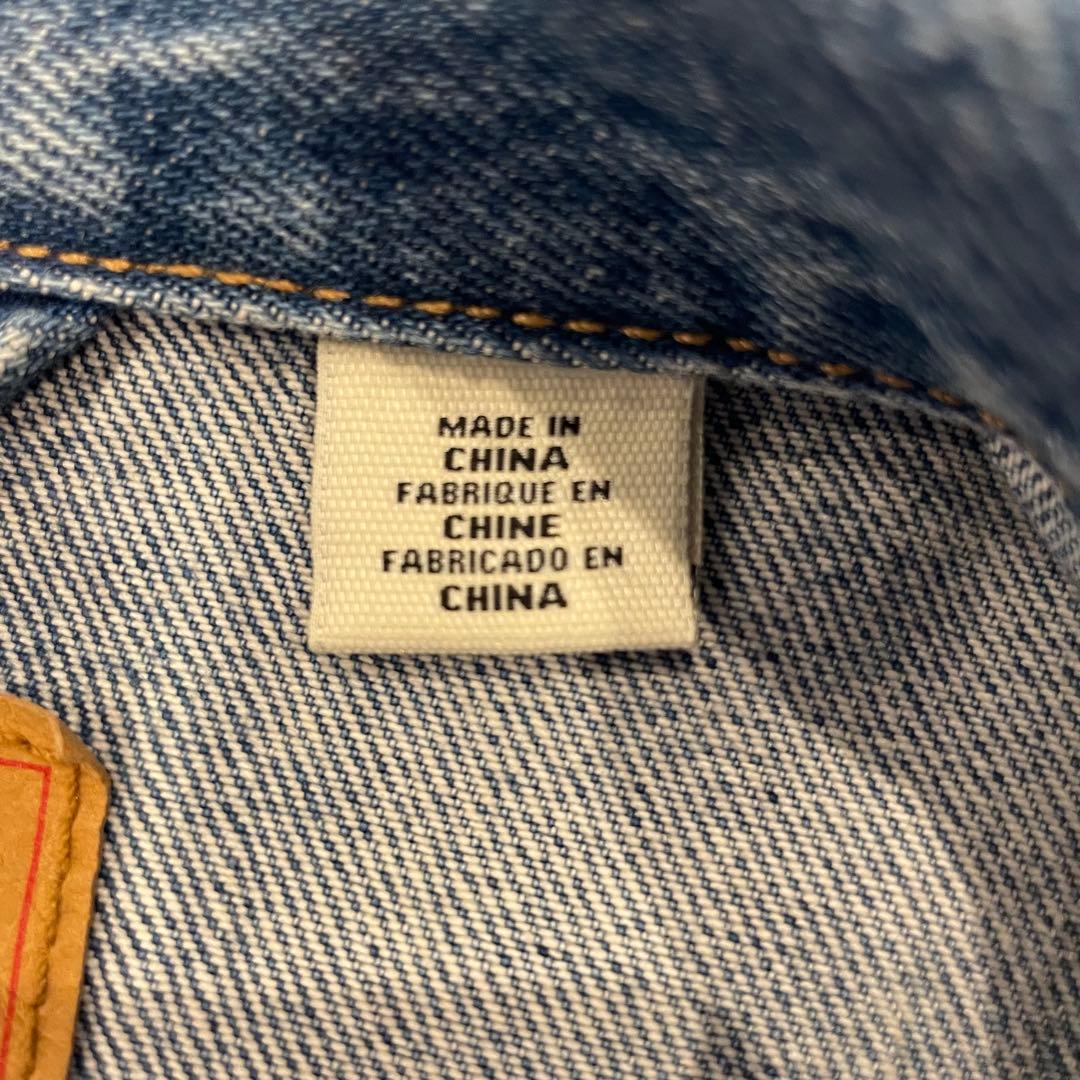 MADE IN
CHINA
FABRIQUE EN
CHINE
FABRICADO EN
CHINA